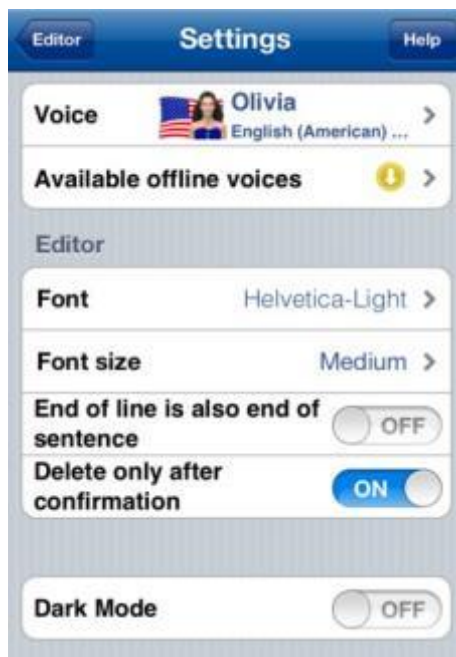 Editor Settings Help
Voice Olivia
English (American) ...
Available offline voices
Editor
Font Helvetica-Light
Font size Medium
End of line is also end of
sentence OFF
Delete only after
confirmation ON
Dark Mode OFF